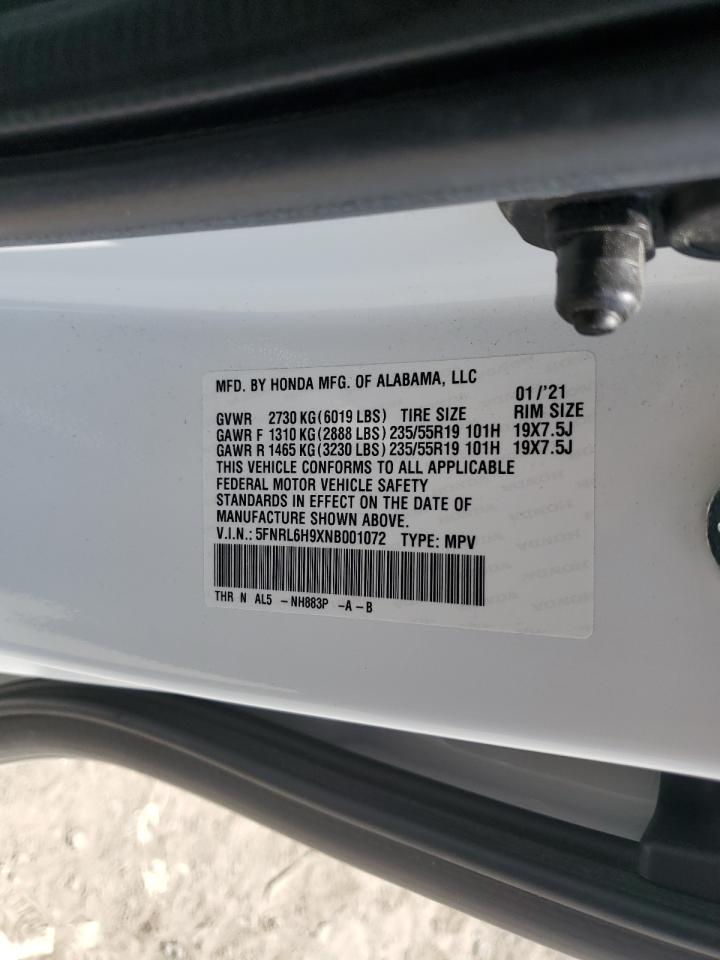 MFD. BY HONDA MFG. OF ALABAMA, LLC 01/'21
GVWR 2730 KG(6019 LBS) TIRE SIZE RIM SIZE
GAWR F 1310 KG(2888 LBS) 235/55R19 101H 19X7.5J
GAWR R 1465 KG(3230 LBS) 235/55R19 101H 19X7.5J
THIS VEHICLE CONFORMS TO ALL APPLICABLE
FEDERAL MOTOR VEHICLE SAFETY
STANDARDS IN EFFECT ON THE DATE OF
MANUFACTURE SHOWN ABOVE.
V.I.N.: 5FNRL6H9XNB001072 TYPE: MPV
THR N AL5 -NH883P -A-B